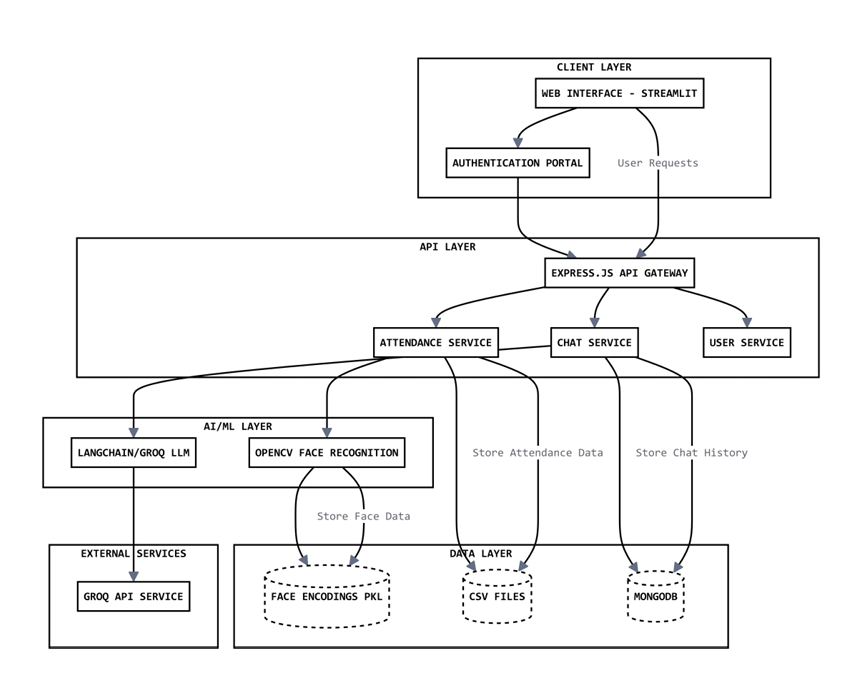 CLIENT LAYER
WEB INTERFACE - STREAMLIT
AUTHENTICATION PORTAL
User Requests
API LAYER
EXPRESS.JS API GATEWAY
ATTENDANCE SERVICE
CHAT SERVICE
USER SERVICE
AI/ML LAYER
LANGCHAIN/GROQ LLM
OPENCV FACE RECOGNITION
Store Attendance Data
Store Chat History
Store Face Data
EXTERNAL SERVICES
DATA LAYER
GROQ API SERVICE
FACE ENCODINGS PKL
CSV FILES
MONGODB